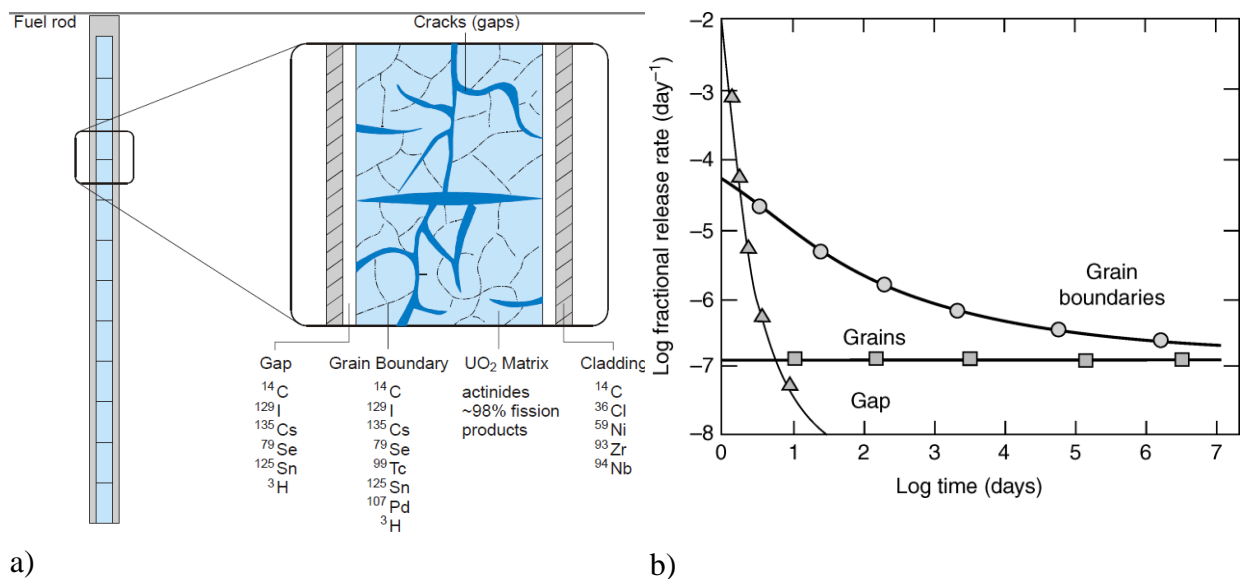 Fuel rod
Cracks (gaps)
Gap
¹⁴C
¹²⁹I
¹³⁵Cs
⁷⁹Se
¹²⁵Sn
³H
Grain Boundary
¹⁴C
¹²⁹I
¹³⁵Cs
⁷⁹Se
⁹⁹Tc
¹²⁵Sn
¹⁰⁷Pd
³H
UO₂ Matrix
actinides
~98% fission
products
Cladding
¹⁴C
³⁶Cl
⁵⁹Ni
⁹³Zr
⁹⁴Nb
a)
Log fractional release rate (day⁻¹)
–2
–3
–4
–5
–6
–7
–8
Grain
boundaries
Grains
Gap
0
1
2
3
4
5
6
7
Log time (days)
b)